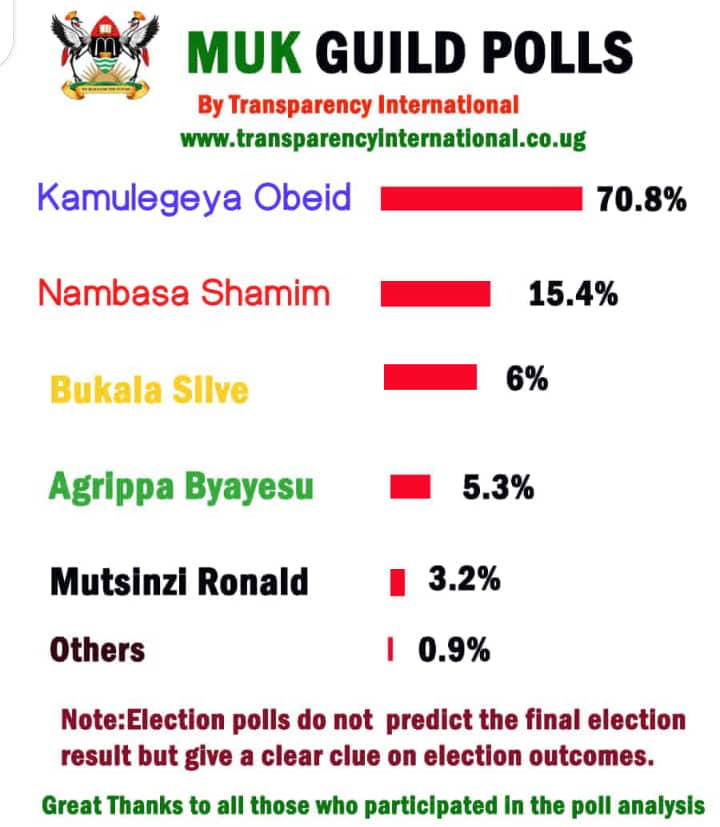 MUK GUILD POLLS
By Transparency International
www.transparencyinternational.co.ug
Kamulegeya Obeid 70.8%
Nambasa Shamim 15.4%
Bukala Silve 6%
Agrippa Byayesu 5.3%
Mutsinzi Ronald 3.2%
Others 0.9%
Note:Election polls do not predict the final election
result but give a clear clue on election outcomes.
Great Thanks to all those who participated in the poll analysis